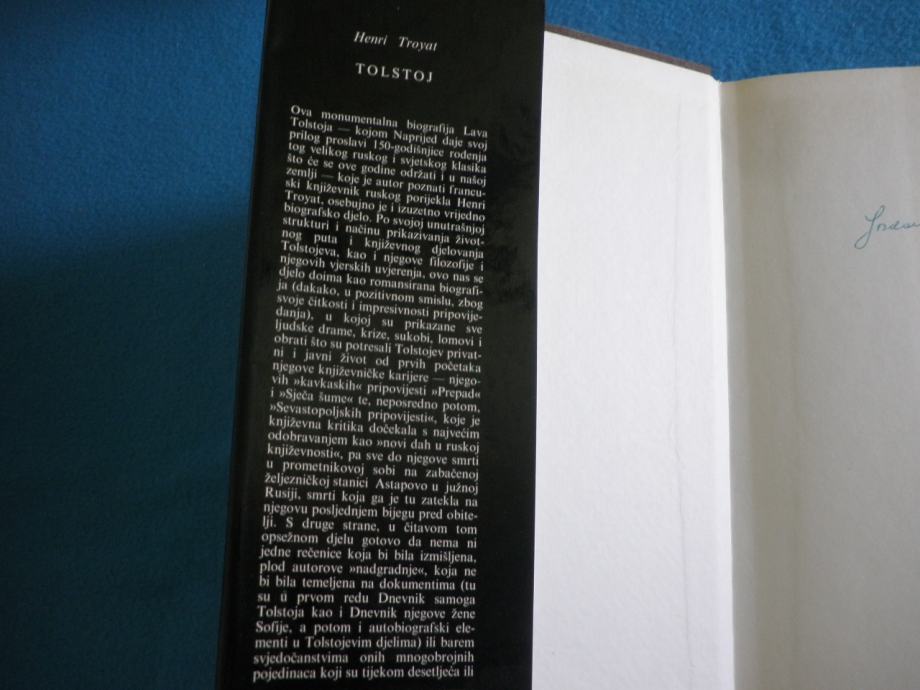 Henri Troyat
TOLSTOJ
Ova monumentalna biografija Lava
Tolstoja — kojom Naprijed daje svoj
prilog proslavi 150-godišnjice rođenja
tog velikog ruskog i svjetskog klasika
što će se ove godine održati i u našoj
zemlji — koje je autor poznati francu-
ski književnik ruskog porijekla Henri
Troyat, osebujno je i izuzetno vrijedno
biografsko djelo. Po svojoj unutrašnjoj
strukturi i načinu prikazivanja život-
nog puta i književnog djelovanja
Tolstojeva, kao i njegove filozofije i
njegovih vjerskih uvjerenja, ovo nas se
djelo doima kao romansirana biografi-
ja (dakako, u pozitivnom smislu, zbog
svoje čitkosti i impresivnosti pripovije-
danja), u kojoj su prikazane sve
ljudske drame, krize, sukobi, lomovi i
obrati što su potresali Tolstojev privat-
ni i javni život od prvih početaka
njegove književničke karijere — njego-
vih »kavkaskih« pripovijesti »Prepad«
i »Sječa šume« te, neposredno potom,
»Sevastopoljskih pripovijesti«, koje je
književna kritika dočekala s najvećim
odobravanjem kao »novi dah u ruskoj
književnosti«, pa sve do njegove smrti
u prometnikovoj sobi na zabačenoj
željezničkoj stanici Astapovo u južnoj
Rusiji, smrti koja ga je tu zatekla na
njegovu posljednjem bijegu pred obite-
lji. S druge strane, u čitavom tom
opsežnom djelu gotovo da nema ni
jedne rečenice koja bi bila izmišljena,
plod autorove »nadgradnje«, koja ne
bi bila temeljena na dokumentima (tu
su u prvom redu Dnevnik samoga
Tolstoja kao i Dnevnik njegove žene
Sofije, a potom i autobiografski ele-
menti u Tolstojevim djelima) ili barem
svjedočanstvima onih mnogobrojnih
pojedinaca koji su tijekom desetljeća ili